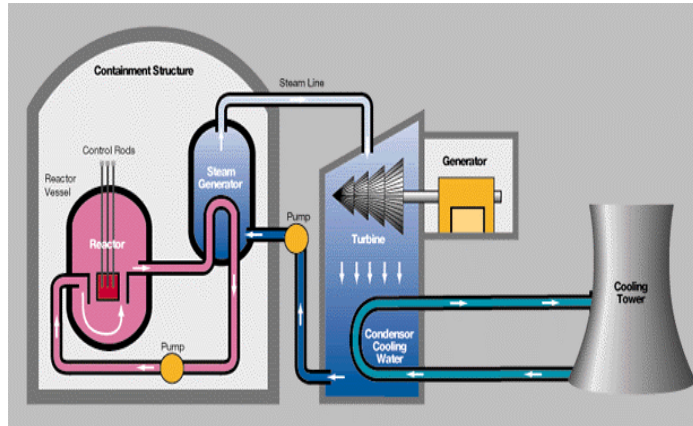 Containment Structure
Steam Line
Control Rods
Reactor
Vessel
Steam
Generator
Generator
Pump
Reactor
Turbine
Cooling
Tower
Condensor
Cooling
Water
Pump